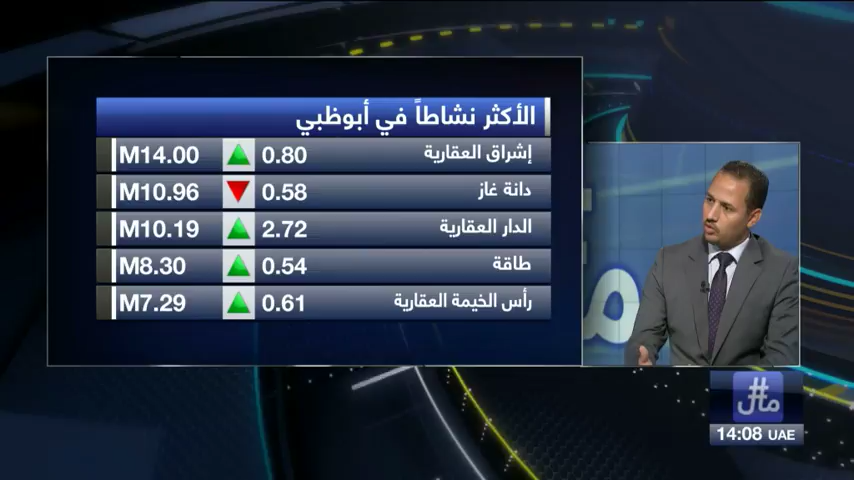 الأكثر نشاطاً في أبوظبي
إشراق العقارية 0.80 M14.00
دانة غاز 0.58 M10.96
الدار العقارية 2.72 M10.19
طاقة 0.54 M8.30
رأس الخيمة العقارية 0.61 M7.29
#مال
14:08 UAE